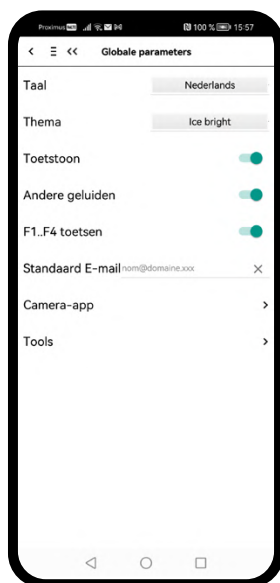 Proximus 100 % 15:57
Globale parameters
Taal Nederlands
Thema Ice bright
Toetstoon
Andere geluiden
F1..F4 toetsen
Standaard E-mail nom@domaine.xxx
Camera-app
Tools